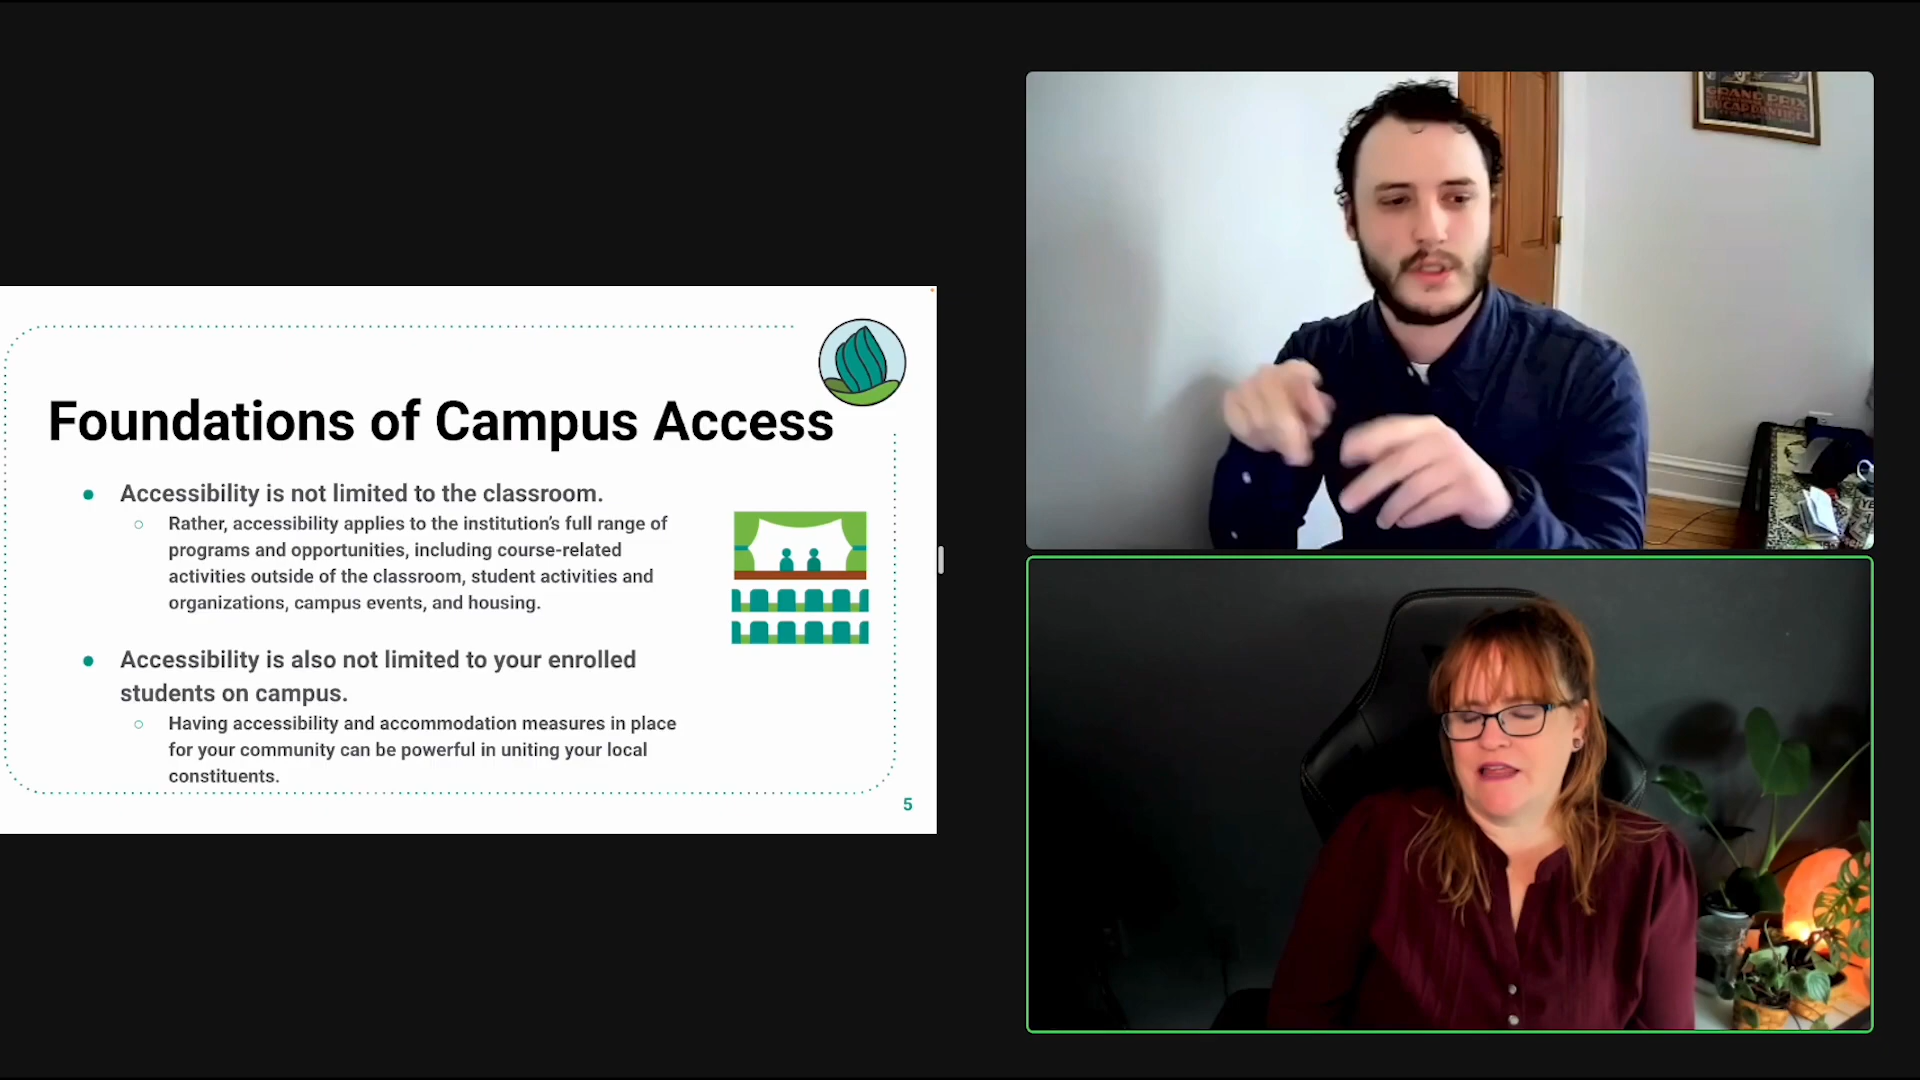 Foundations of Campus Access
Accessibility is not limited to the classroom.
Rather, accessibility applies to the institution’s full range of
programs and opportunities, including course-related
activities outside of the classroom, student activities and
organizations, campus events, and housing.
Accessibility is also not limited to your enrolled
students on campus.
Having accessibility and accommodation measures in place
for your community can be powerful in uniting your local
constituents.
5
GRAND PRIX